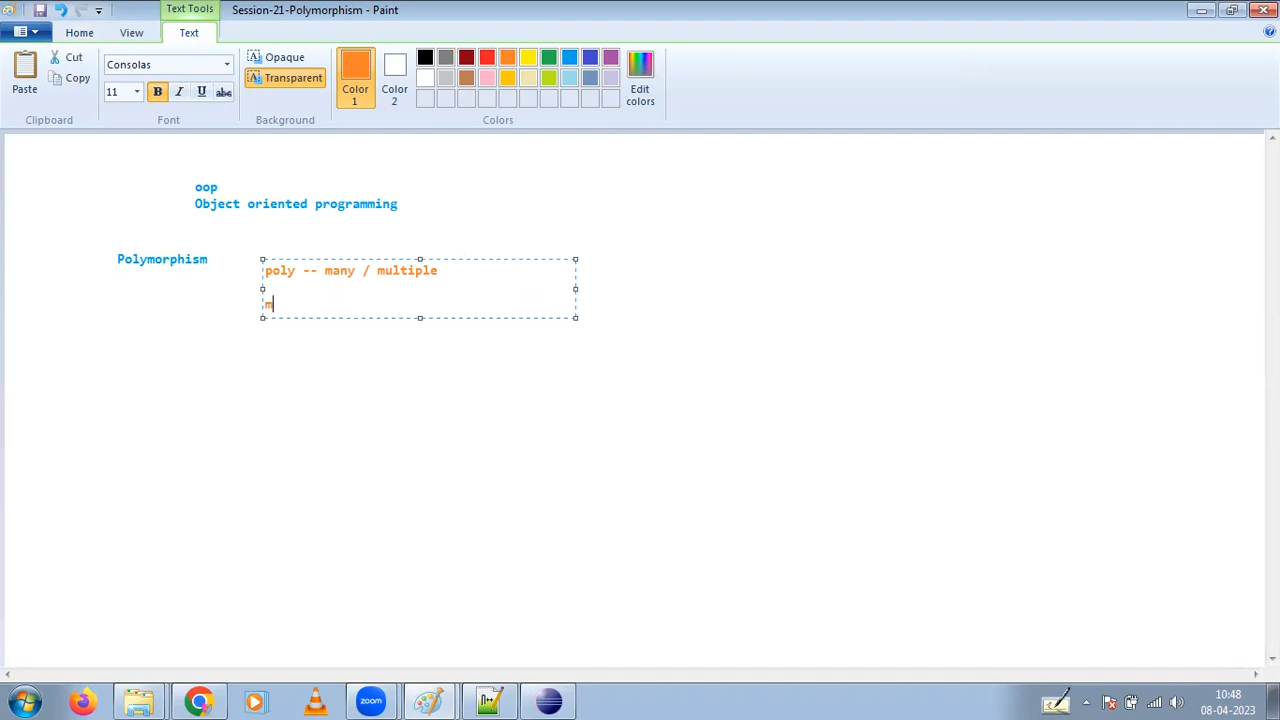 Text Tools
Session-21-Polymorphism - Paint
Home
View
Text
Paste
Cut
Copy
Clipboard
Consolas
11
B
I
U
abc
Font
Opaque
Transparent
Background
Color
1
Color
2
Edit
colors
Colors
oop
Object oriented programming
Polymorphism
poly -- many / multiple
m
zoom
10:48
08-04-2023